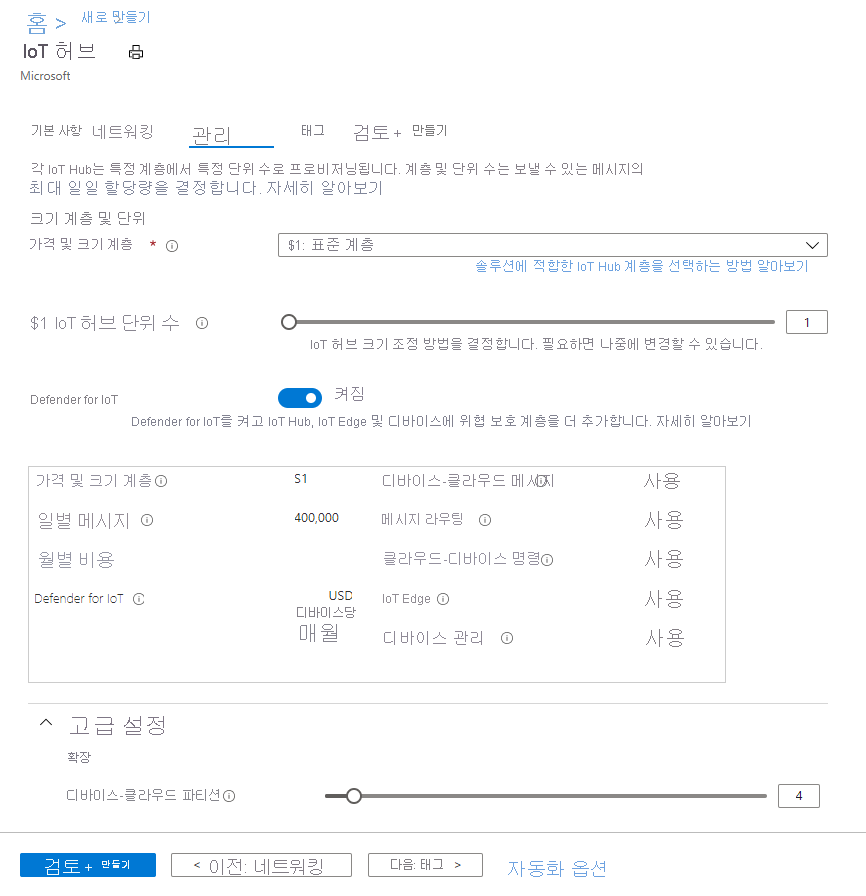 홈 > 새로 만들기
IoT 허브
Microsoft
기본 사항 네트워킹 관리 태그 검토 + 만들기
각 IoT Hub는 특정 계층에서 특정 단위 수로 프로비저닝됩니다. 계층 및 단위 수는 보낼 수 있는 메시지의
최대 일일 할당량을 결정합니다. 자세히 알아보기
크기 계층 및 단위
가격 및 크기 계층 * $1: 표준 계층
솔루션에 적합한 IoT Hub 계층을 선택하는 방법 알아보기
$1 IoT 허브 단위 수 1
IoT 허브 크기 조정 방법을 결정합니다. 필요하면 나중에 변경할 수 있습니다.
Defender for IoT 켜짐
Defender for IoT를 켜고 IoT Hub, IoT Edge 및 디바이스에 위협 보호 계층을 더 추가합니다. 자세히 알아보기
가격 및 크기 계층 S1 디바이스-클라우드 메시지 사용
일별 메시지 400,000 메시지 라우팅 사용
월별 비용 클라우드-디바이스 명령 사용
Defender for IoT USD IoT Edge 사용
디바이스당
매월 디바이스 관리 사용
고급 설정
확장
디바이스-클라우드 파티션 4
검토 + 만들기 < 이전: 네트워킹 다음: 태그 > 자동화 옵션